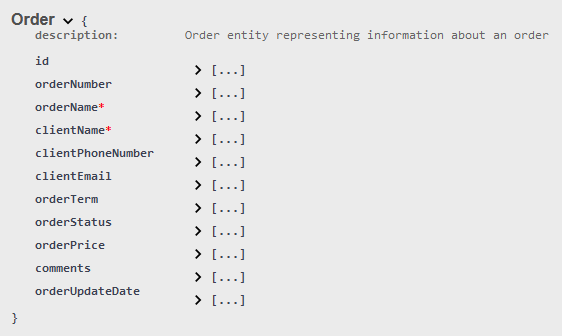 Order {
description: Order entity representing information about an order
id > [...]
orderNumber > [...]
orderName* > [...]
clientName* > [...]
clientPhoneNumber > [...]
clientEmail > [...]
orderTerm > [...]
orderStatus > [...]
orderPrice > [...]
comments > [...]
orderUpdateDate > [...]
}